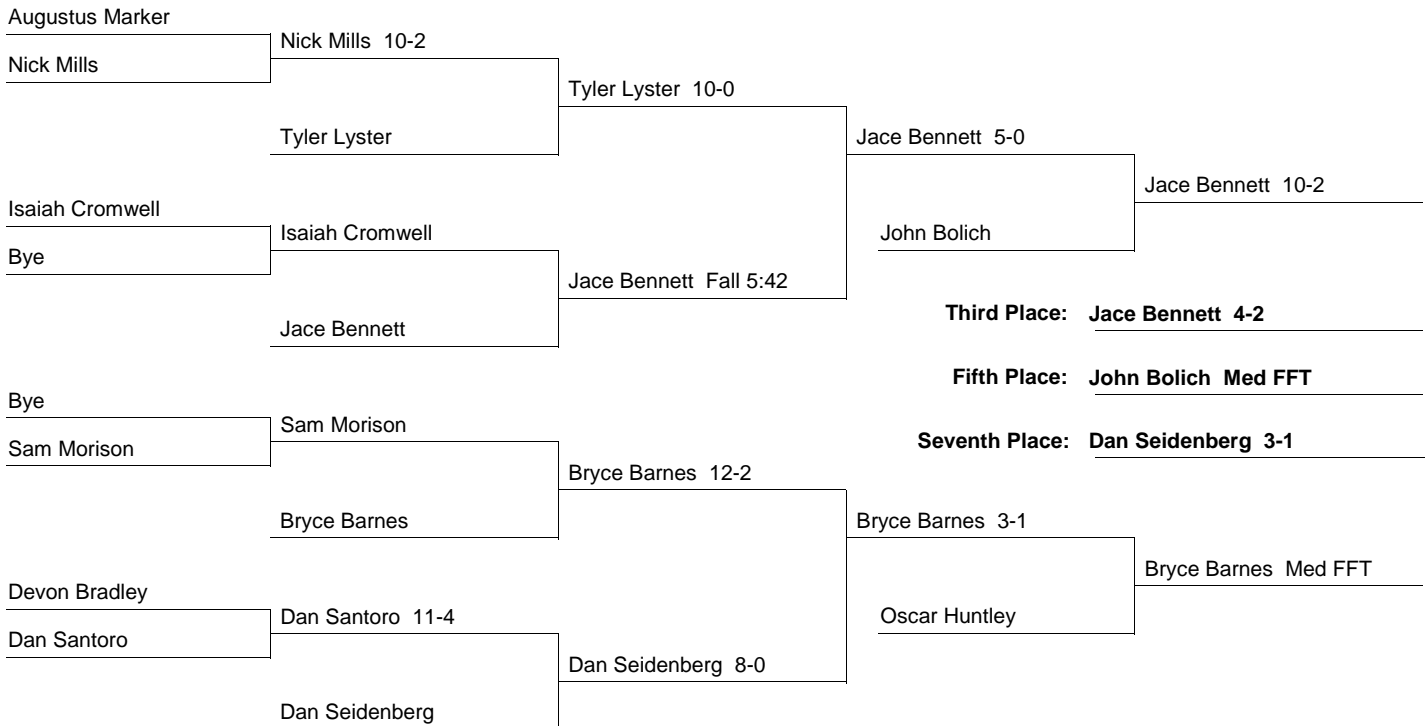 Augustus Marker
Nick Mills 10-2
Nick Mills
Tyler Lyster 10-0
Tyler Lyster
Jace Bennett 5-0
Jace Bennett 10-2
Isaiah Cromwell
Isaiah Cromwell
John Bolich
Bye
Jace Bennett Fall 5:42
Third Place: Jace Bennett 4-2
Jace Bennett
Fifth Place: John Bolich Med FFT
Bye
Sam Morison
Seventh Place: Dan Seidenberg 3-1
Sam Morison
Bryce Barnes 12-2
Bryce Barnes
Bryce Barnes 3-1
Bryce Barnes Med FFT
Devon Bradley
Dan Santoro 11-4
Oscar Huntley
Dan Santoro
Dan Seidenberg 8-0
Dan Seidenberg